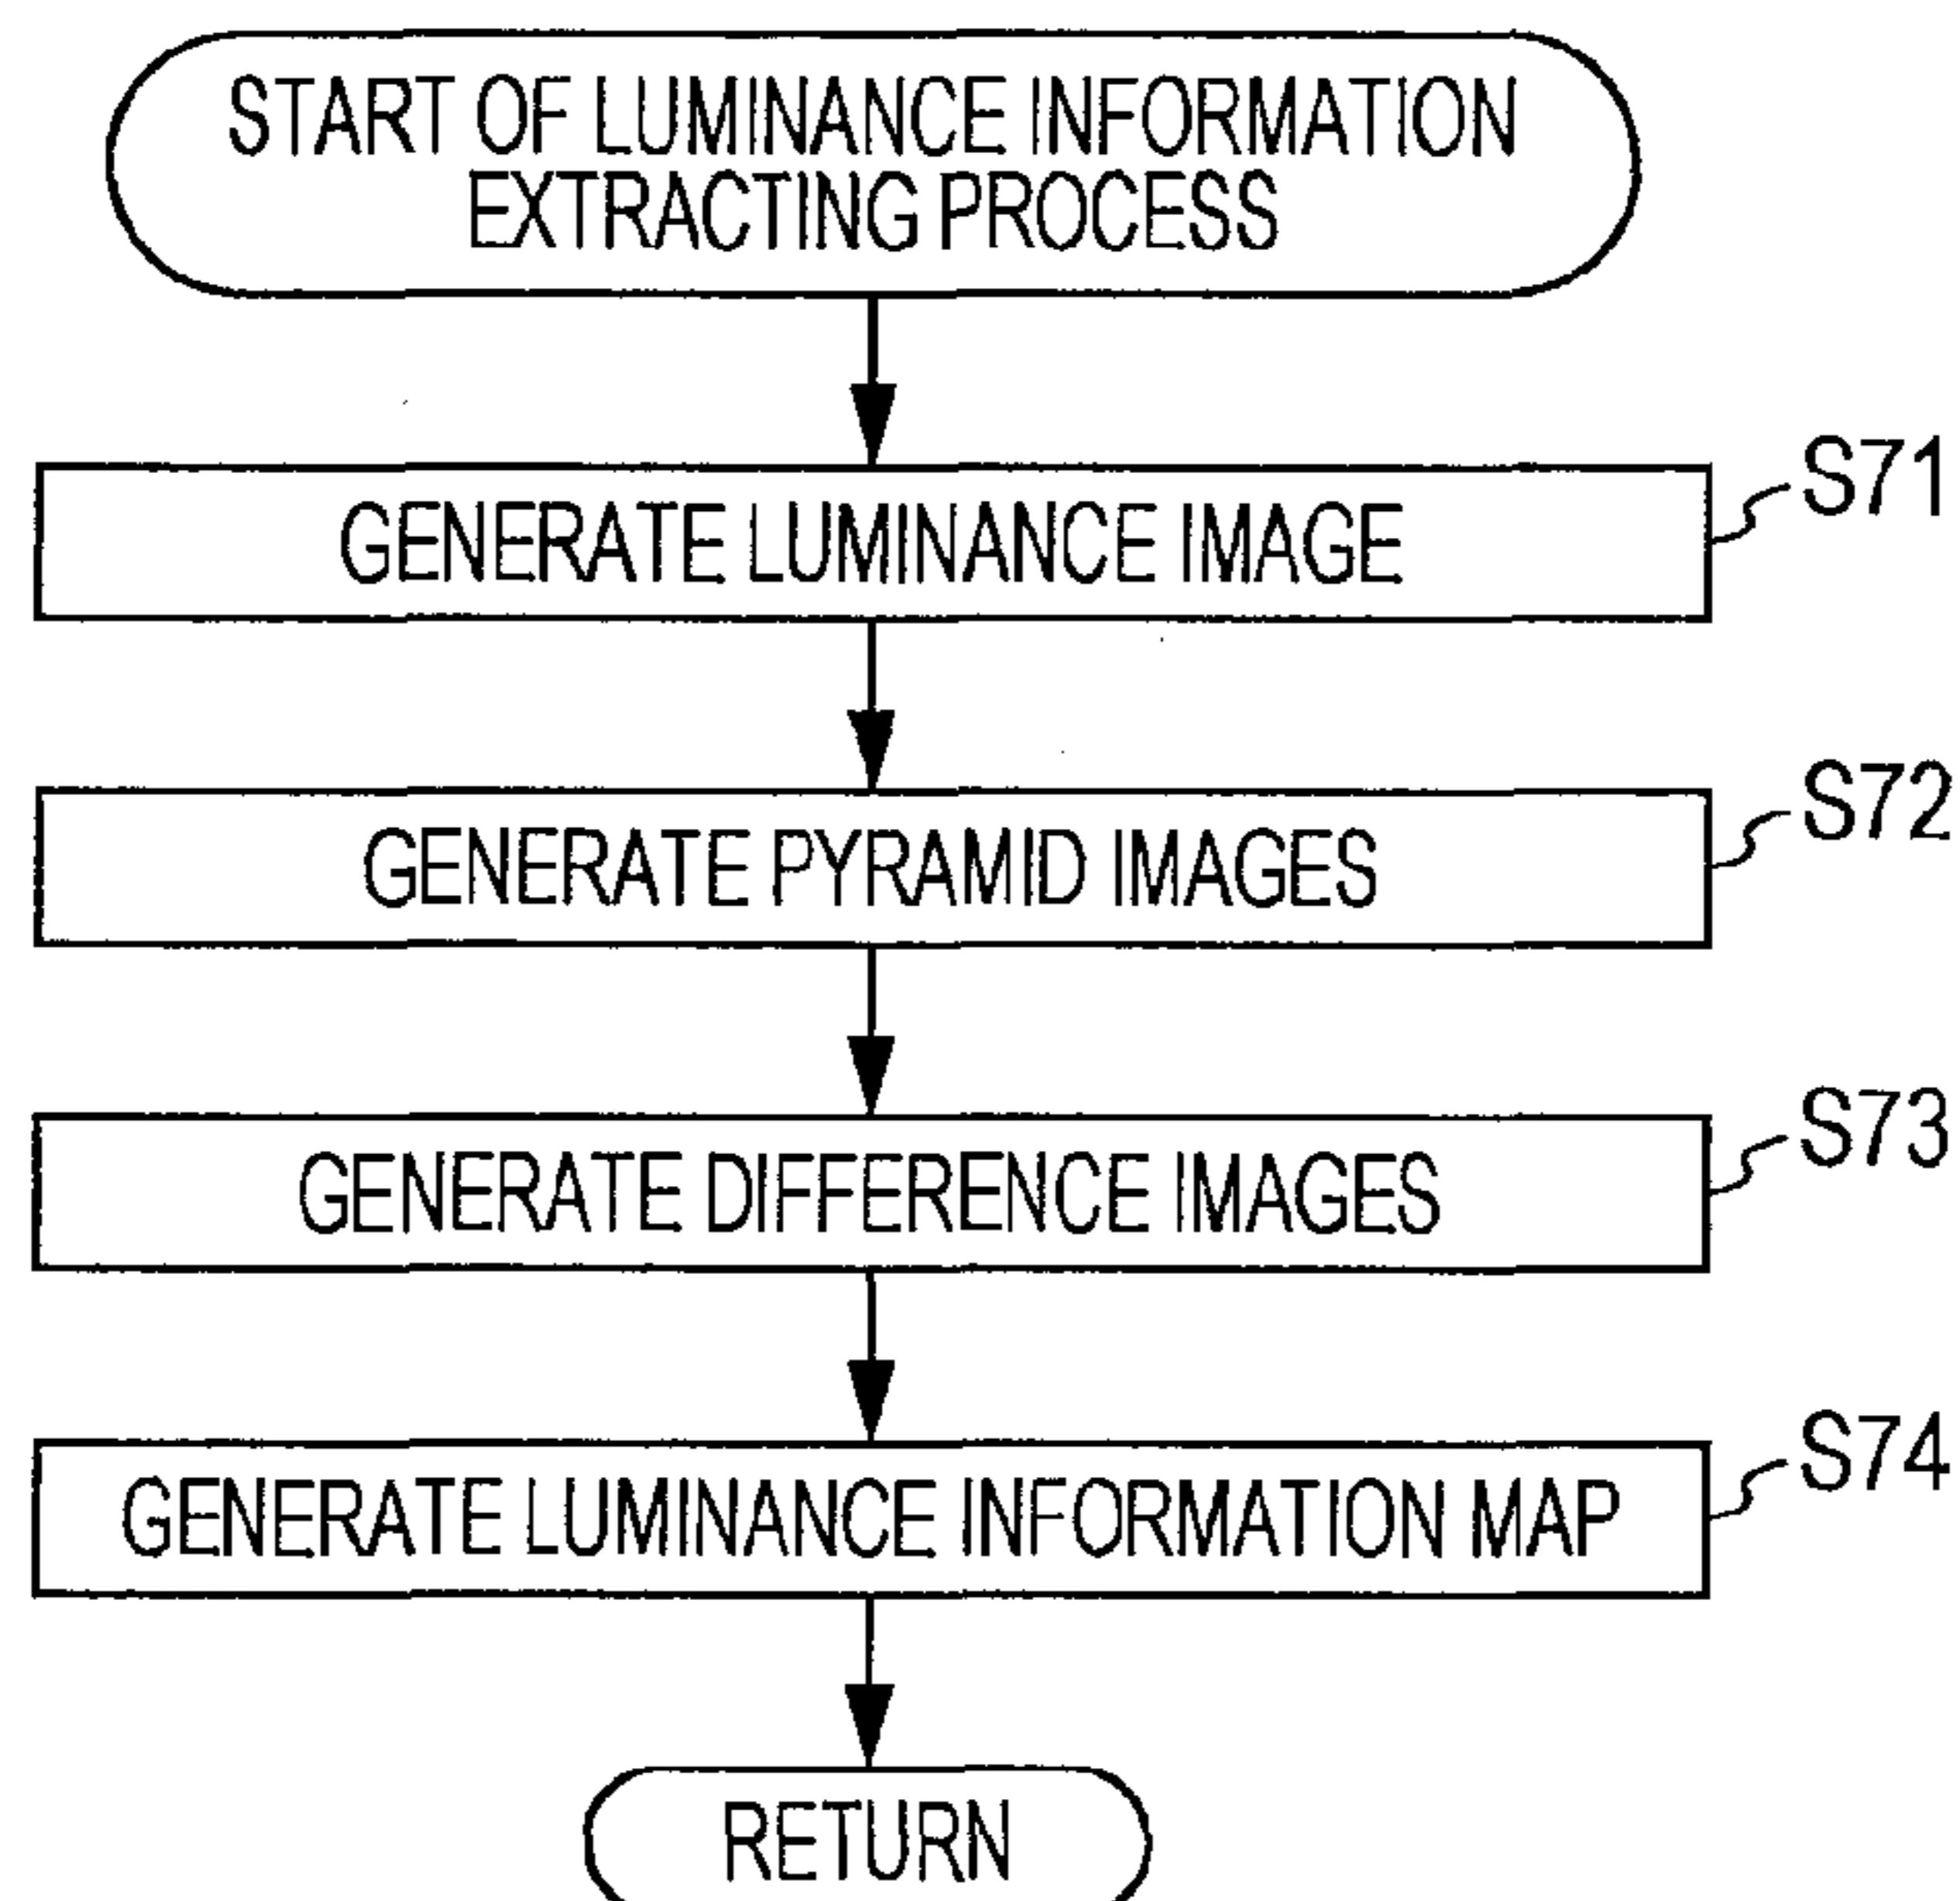 START OF LUMINANCE INFORMATION
EXTRACTING PROCESS
GENERATE LUMINANCE IMAGE
S71
GENERATE PYRAMID IMAGES
S72
GENERATE DIFFERENCE IMAGES
S73
GENERATE LUMINANCE INFORMATION MAP
S74
RETURN